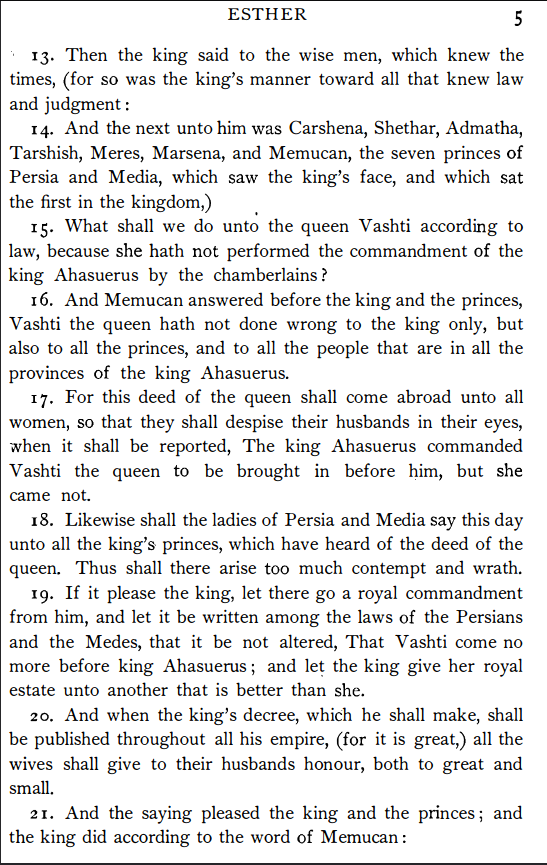 ESTHER 5
13. Then the king said to the wise men, which knew the
times, (for so was the king's manner toward all that knew law
and judgment:
14. And the next unto him was Carshena, Shethar, Admatha,
Tarshish, Meres, Marsena, and Memucan, the seven princes of
Persia and Media, which saw the king's face, and which sat
the first in the kingdom,)
15. What shall we do unto the queen Vashti according to
law, because she hath not performed the commandment of the
king Ahasuerus by the chamberlains?
16. And Memucan answered before the king and the princes,
Vashti the queen hath not done wrong to the king only, but
also to all the princes, and to all the people that are in all the
provinces of the king Ahasuerus.
17. For this deed of the queen shall come abroad unto all
women, so that they shall despise their husbands in their eyes,
when it shall be reported, The king Ahasuerus commanded
Vashti the queen to be brought in before him, but she
came not.
18. Likewise shall the ladies of Persia and Media say this day
unto all the king's princes, which have heard of the deed of the
queen. Thus shall there arise too much contempt and wrath.
19. If it please the king, let there go a royal commandment
from him, and let it be written among the laws of the Persians
and the Medes, that it be not altered, That Vashti come no
more before king Ahasuerus; and let the king give her royal
estate unto another that is better than she.
20. And when the king's decree, which he shall make, shall
be published throughout all his empire, (for it is great,) all the
wives shall give to their husbands honour, both to great and
small.
21. And the saying pleased the king and the princes; and
the king did according to the word of Memucan: